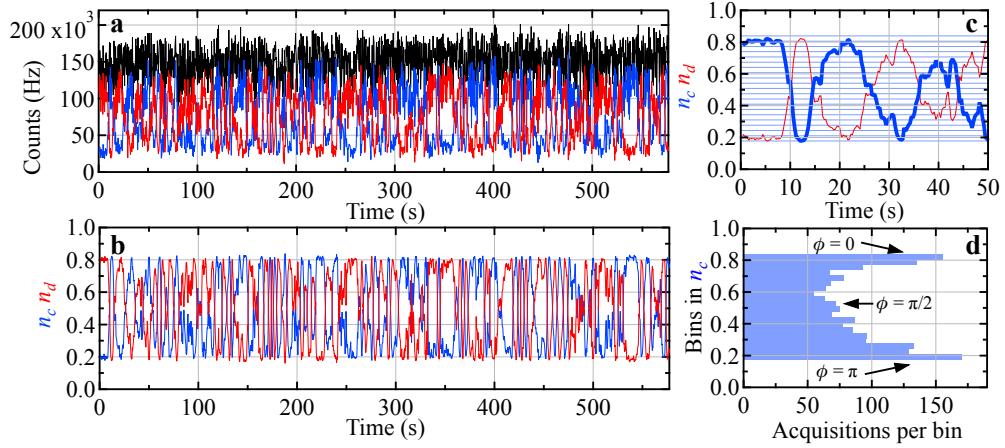 a
200 x10³
150
100
50
0
Counts (Hz)
0 100 200 300 400 500
Time (s)
b
1.0
0.8
0.6
0.4
0.2
0.0
n_c n_d
0 100 200 300 400 500
Time (s)
c
1.0
0.8
0.6
0.4
0.2
0.0
n_c n_d
0 10 20 30 40 50
Time (s)
d
1.0
0.8
0.6
0.4
0.2
0.0
Bins in n_c
ϕ = 0
ϕ = π/2
ϕ = π
0 50 100 150
Acquisitions per bin